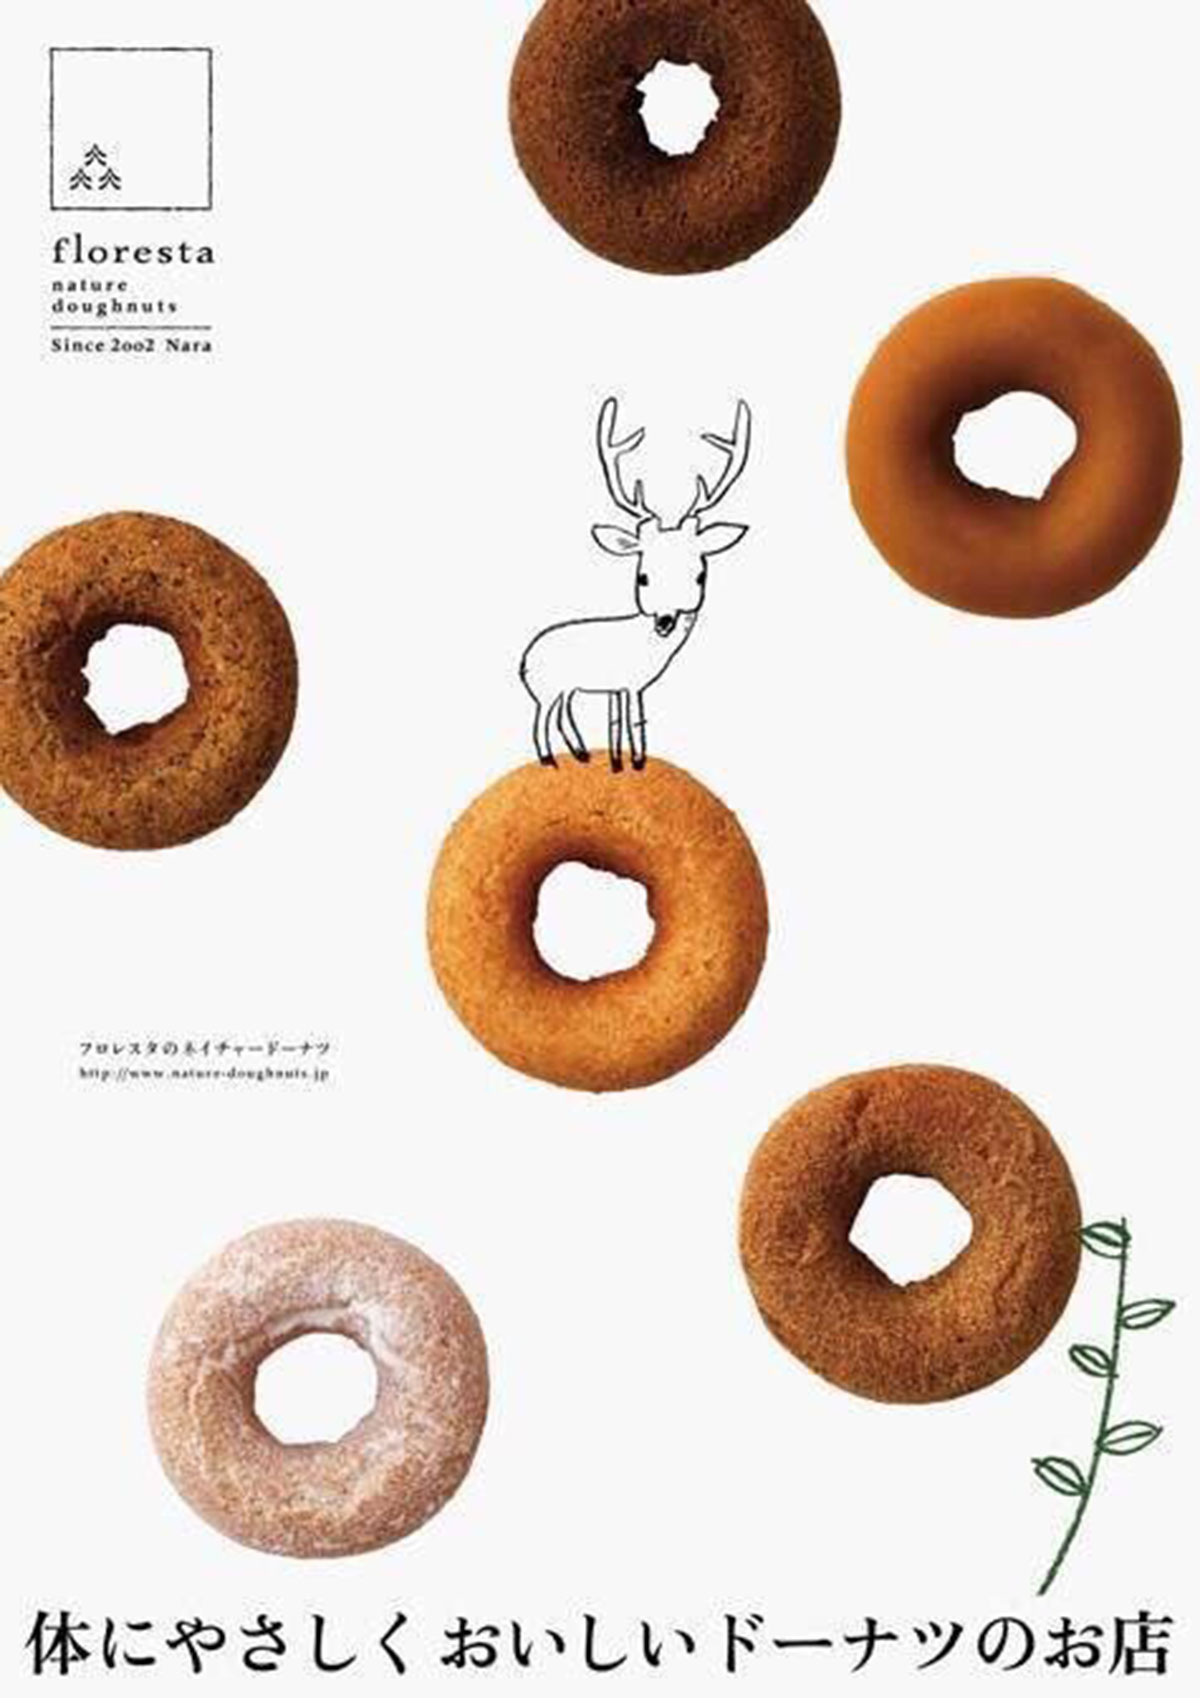 floresta
nature
doughnuts
Since 2002 Nara
フロレスタのネイチャードーナツ
http://www.nature-doughnuts.jp
体にやさしくおいしいドーナツのお店